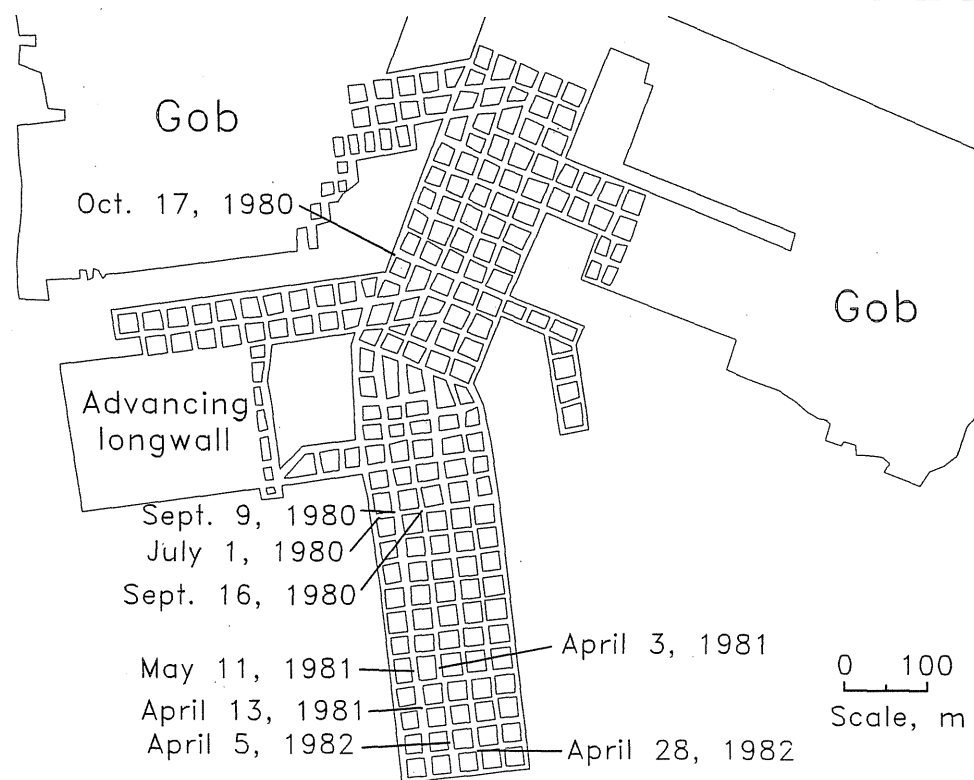 Gob
Oct. 17, 1980
Gob
Advancing
longwall
Sept. 9, 1980
July 1, 1980
Sept. 16, 1980
April 3, 1981
May 11, 1981
0 100
April 13, 1981
Scale, m
April 5, 1982
April 28, 1982